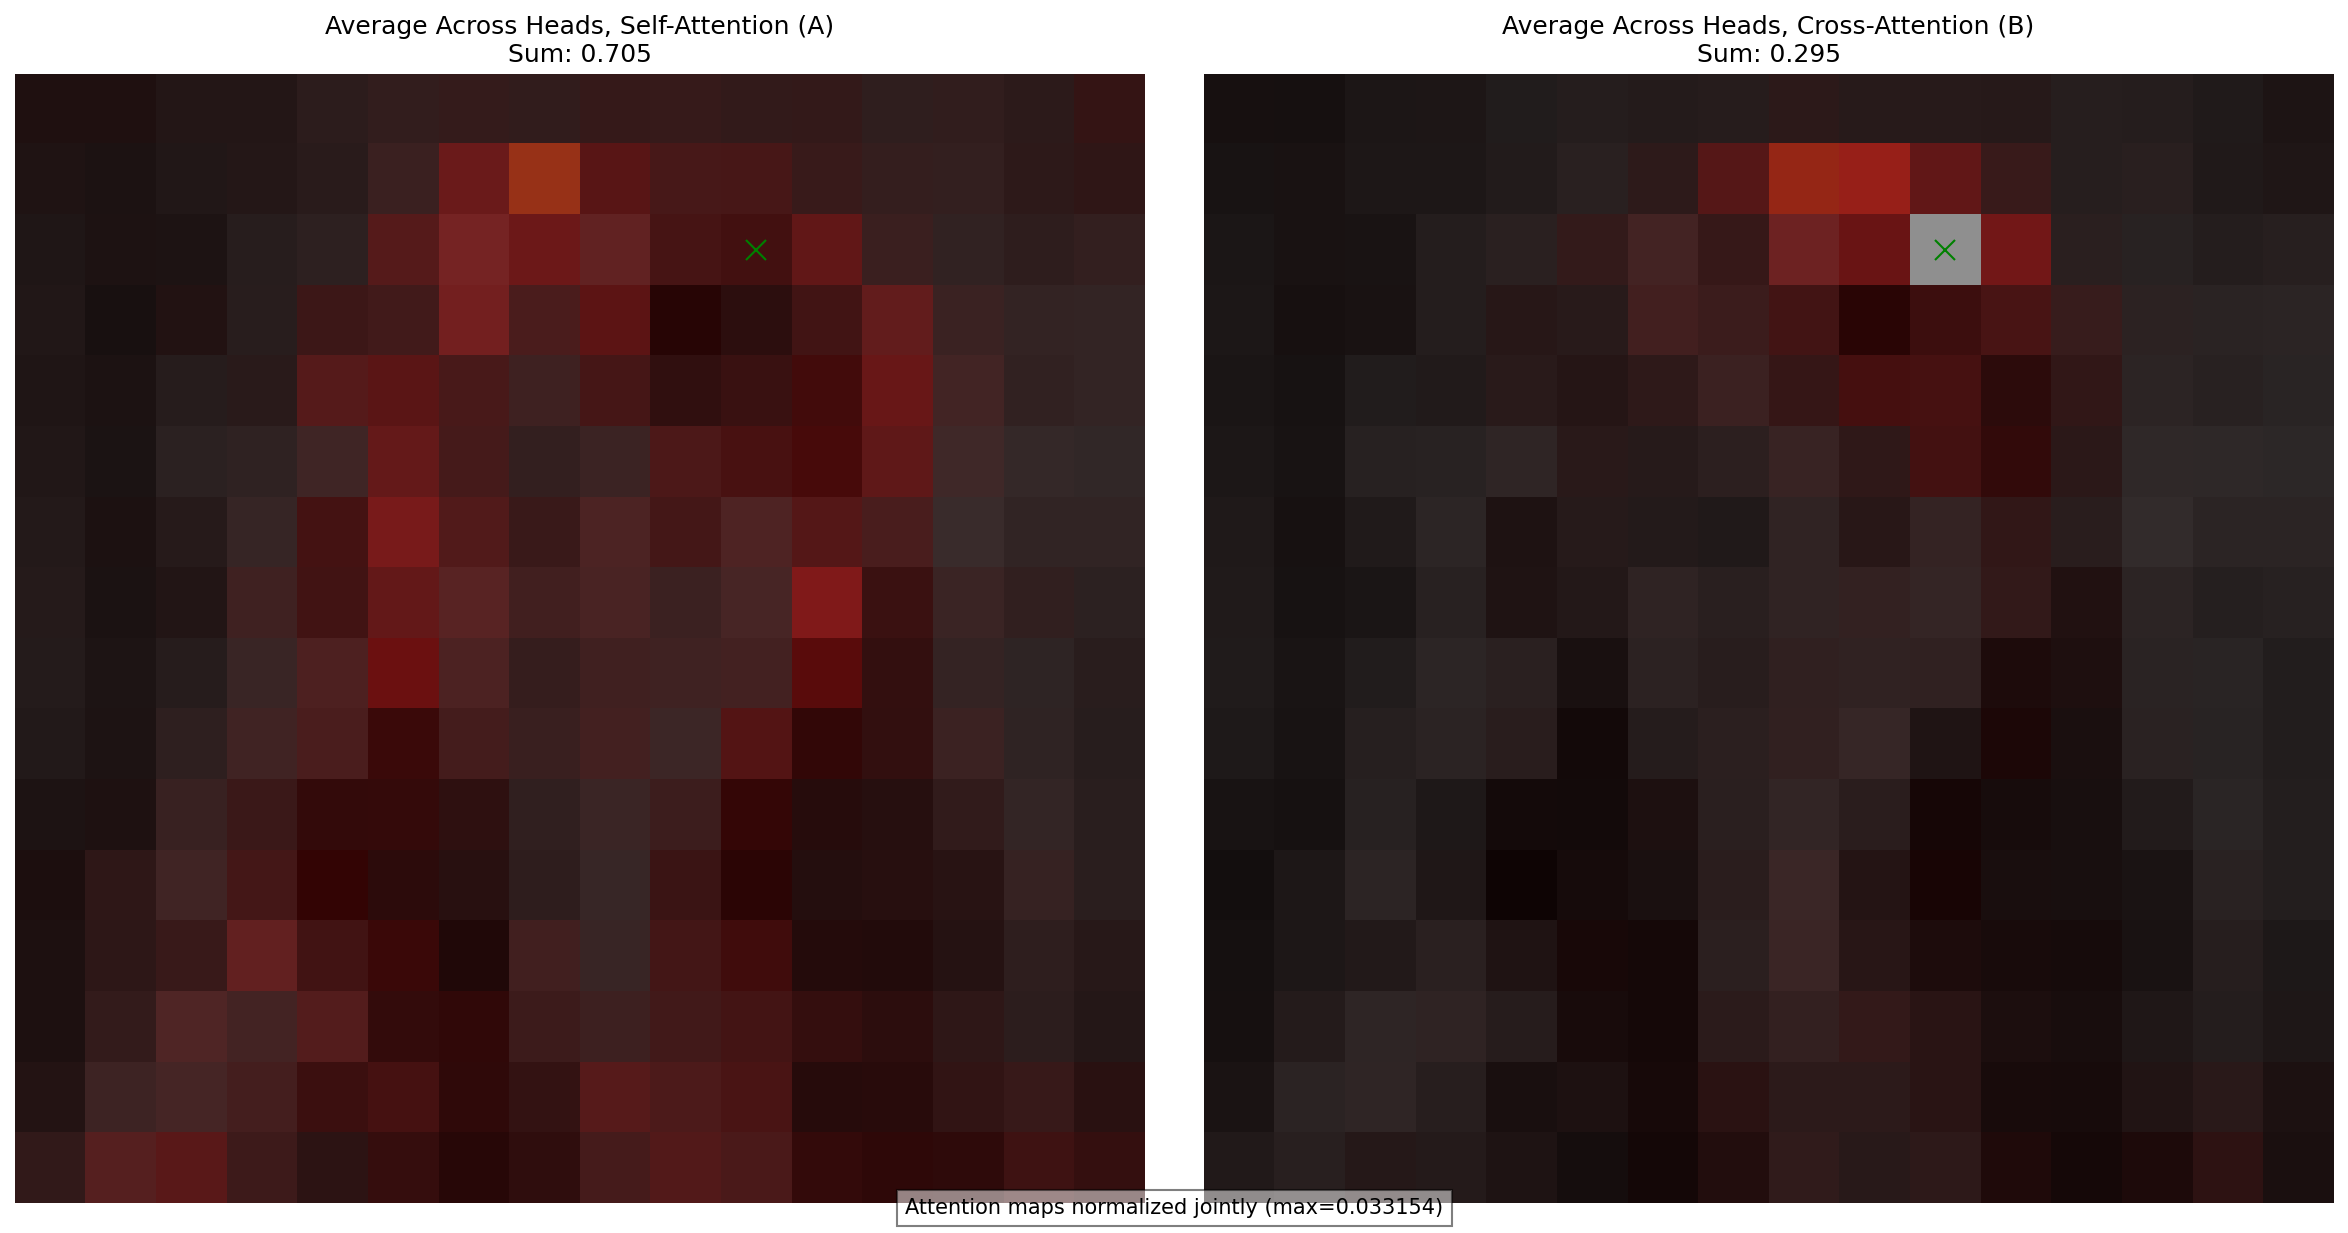 Average Across Heads, Self-Attention (A)
Sum: 0.705
Average Across Heads, Cross-Attention (B)
Sum: 0.295
Attention maps normalized jointly (max=0.033154)